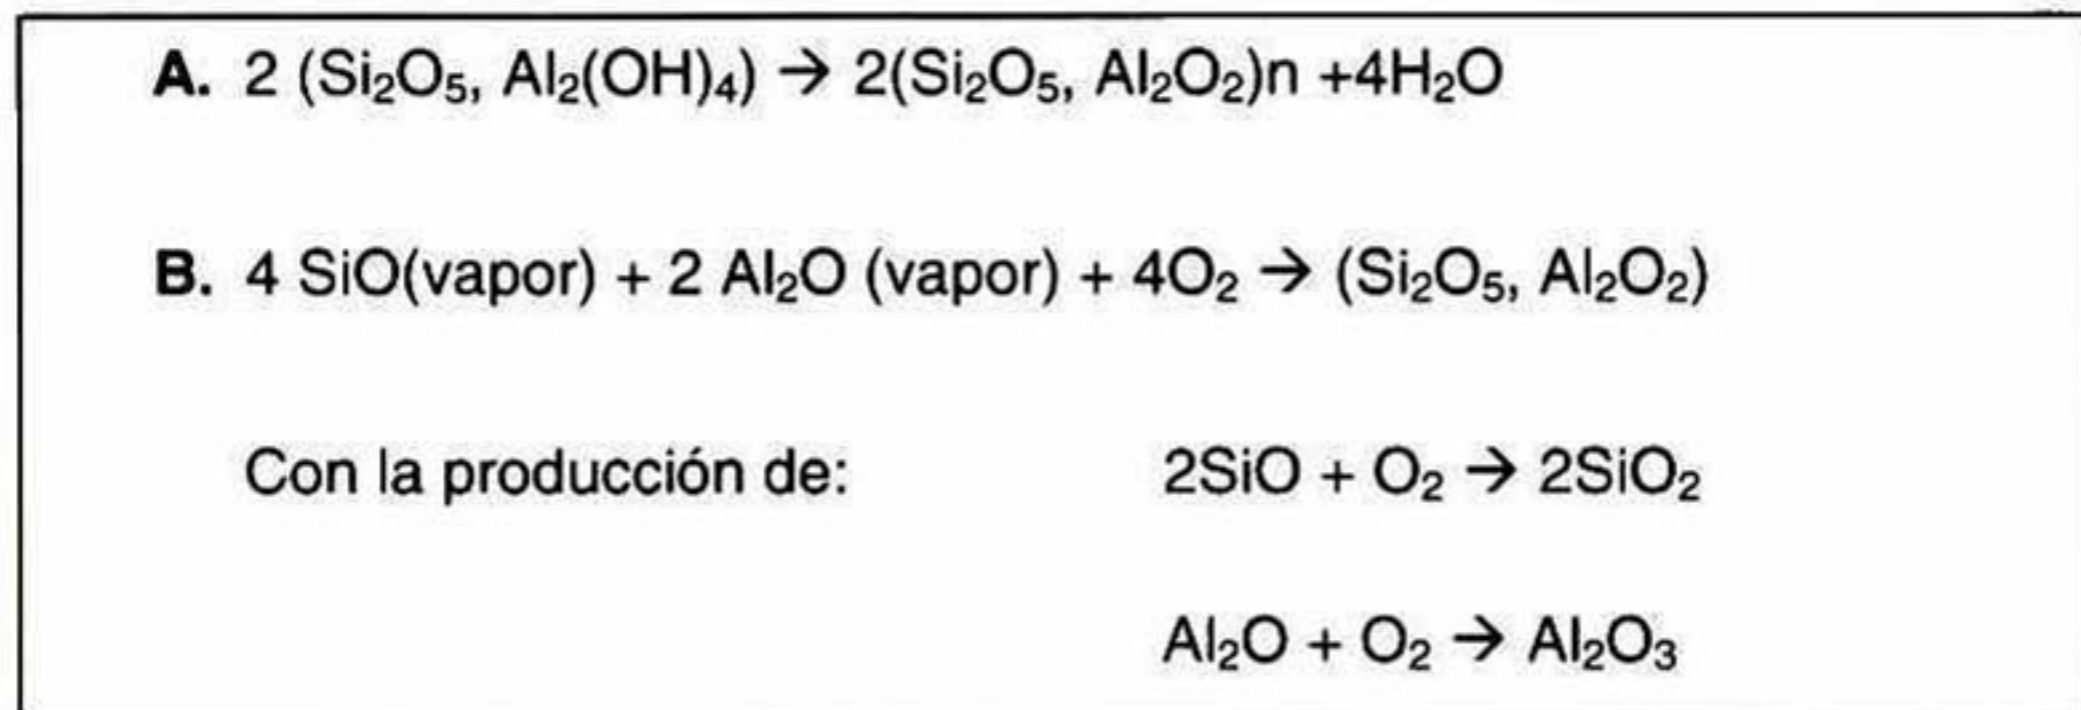 A. 2 (Si₂O₅, Al₂(OH)₄) → 2(Si₂O₅, Al₂O₂)n +4H₂O
B. 4 SiO(vapor) + 2 Al₂O (vapor) + 4O₂ → (Si₂O₅, Al₂O₂)
Con la producción de: 2SiO + O₂ → 2SiO₂
Al₂O + O₂ → Al₂O₃